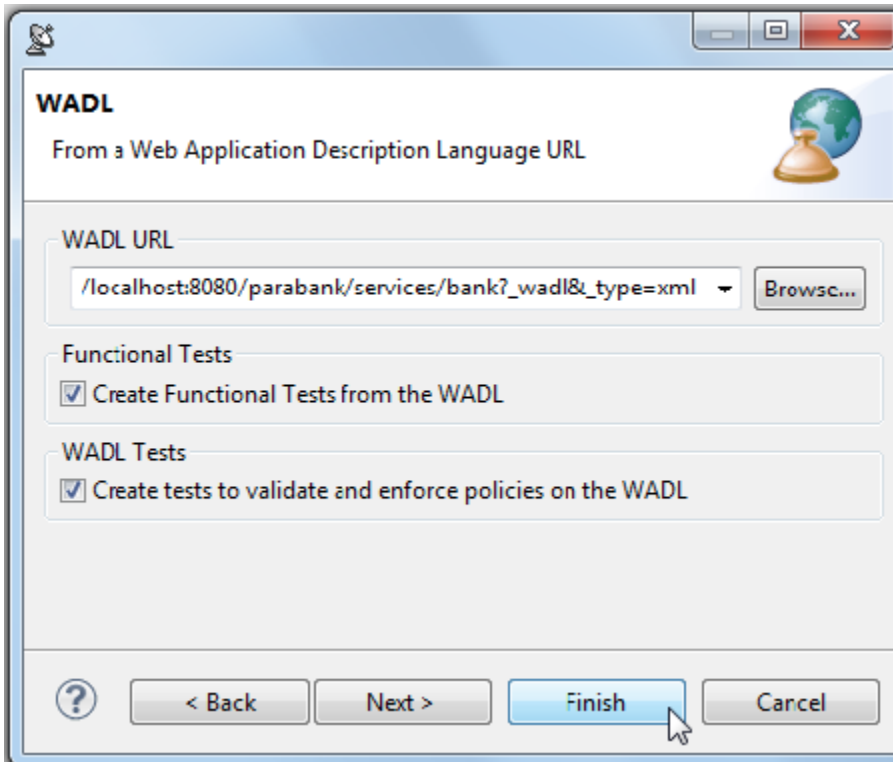 WADL
From a Web Application Description Language URL
WADL URL
/localhost:8080/parabank/services/bank?_wadl&_type=xml
Browse...
Functional Tests
Create Functional Tests from the WADL
WADL Tests
Create tests to validate and enforce policies on the WADL
?
< Back
Next >
Finish
Cancel